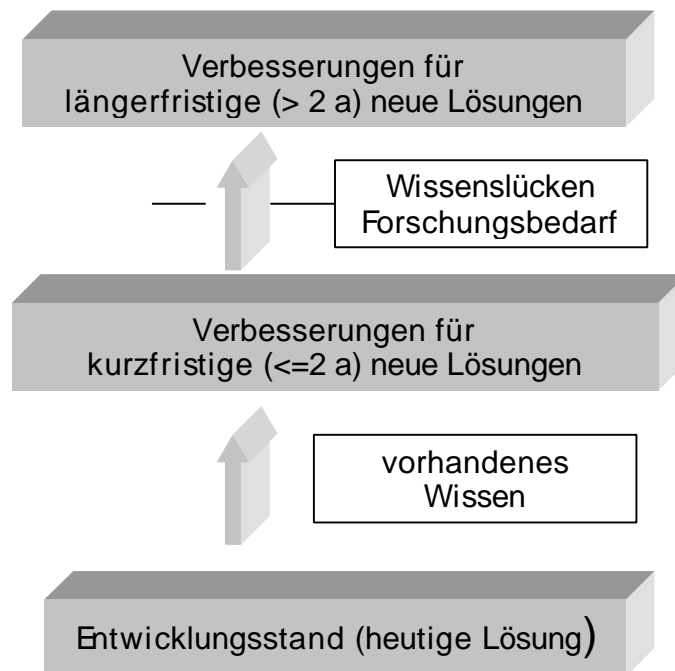 Verbesserungen für
längerfristige (> 2 a) neue Lösungen
Wissenslücken
Forschungsbedarf
Verbesserungen für
kurzfristige (<=2 a) neue Lösungen
vorhandenes
Wissen
Entwicklungsstand (heutige Lösung)